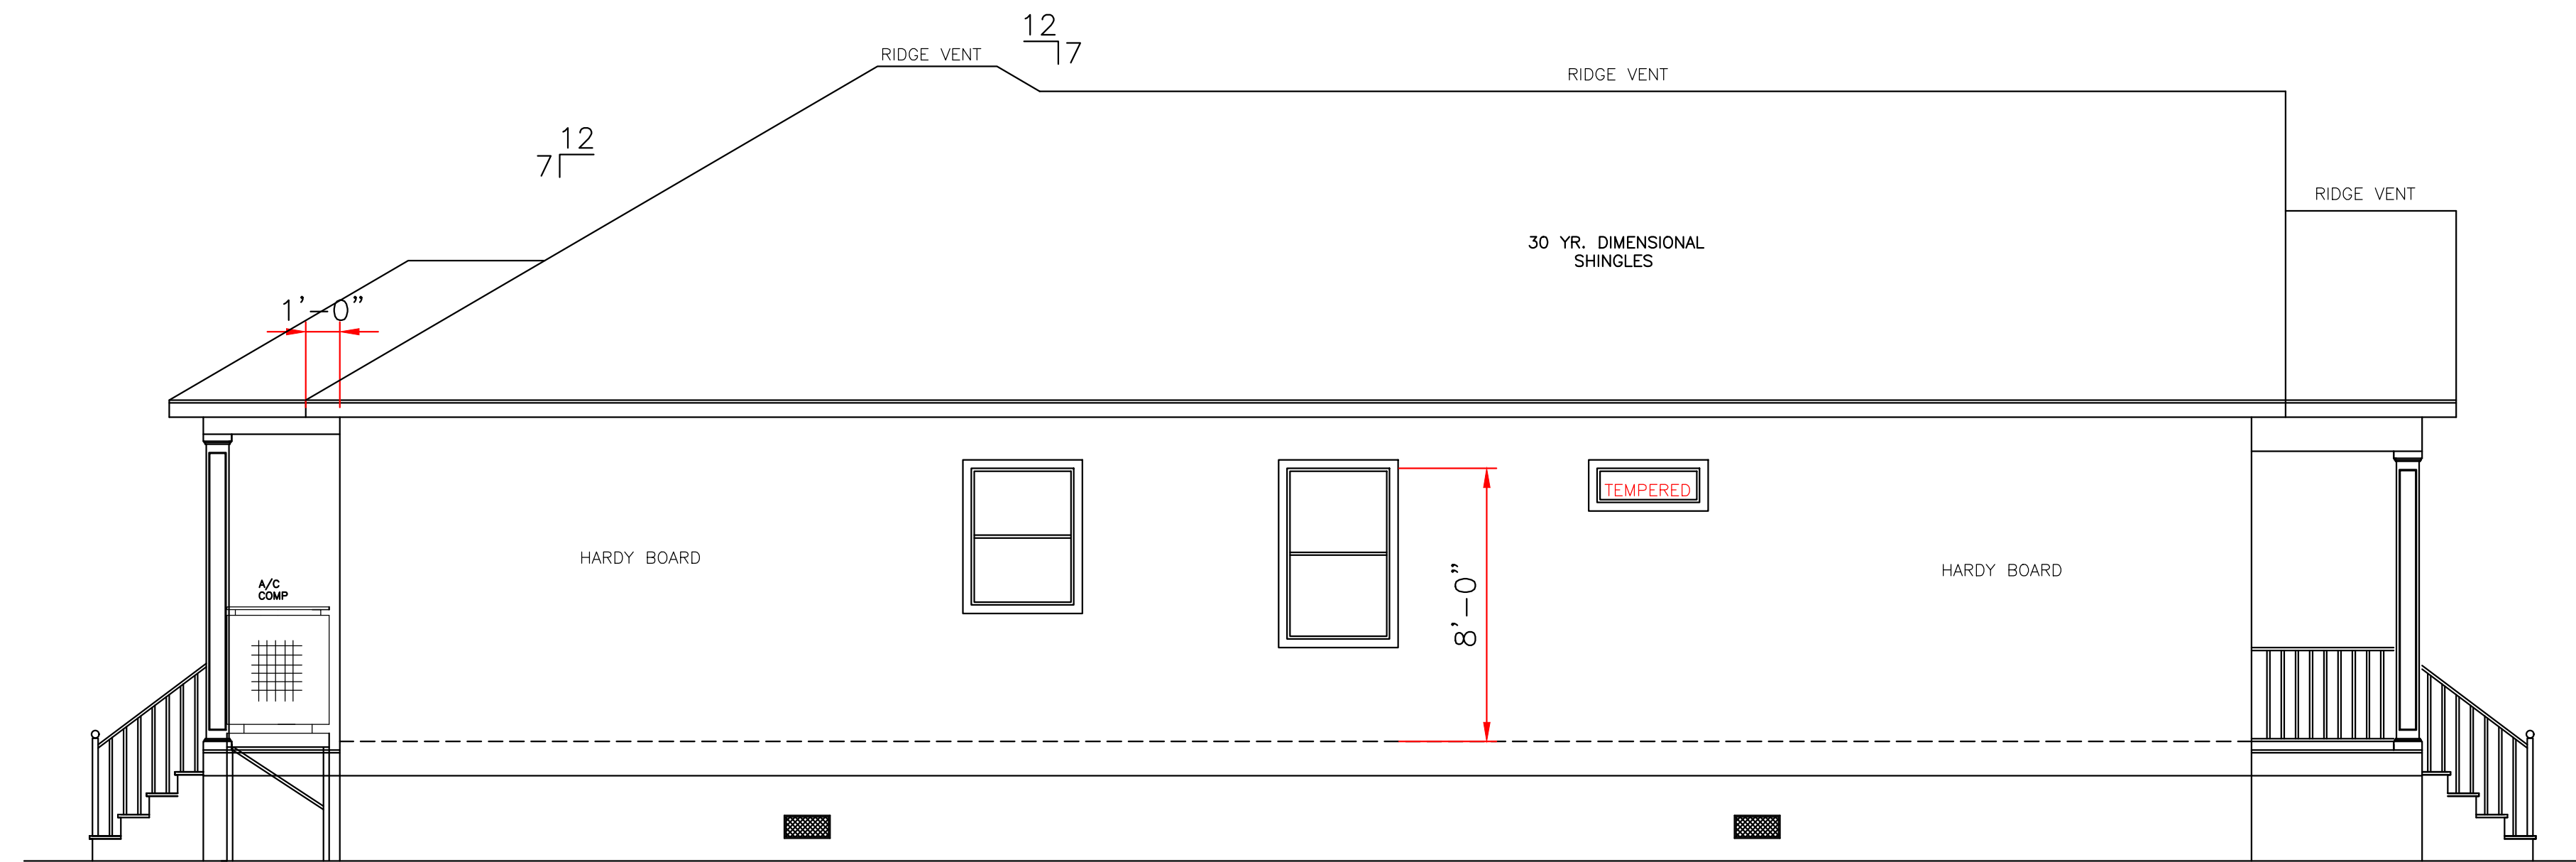 12
7
RIDGE VENT
RIDGE VENT
12
7
RIDGE VENT
30 YR. DIMENSIONAL
SHINGLES
1'-0"
TEMPERED
HARDY BOARD
8'-0"
HARDY BOARD
A/C
COMP